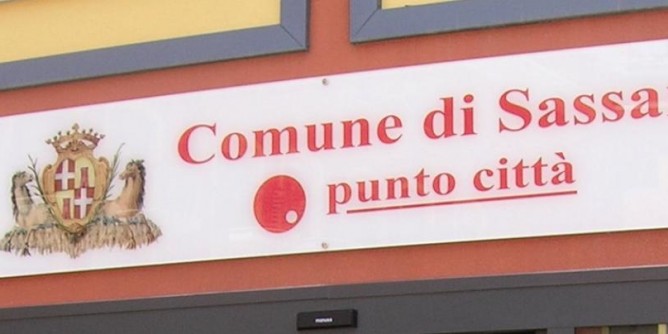 Comune di Sassa
punto città